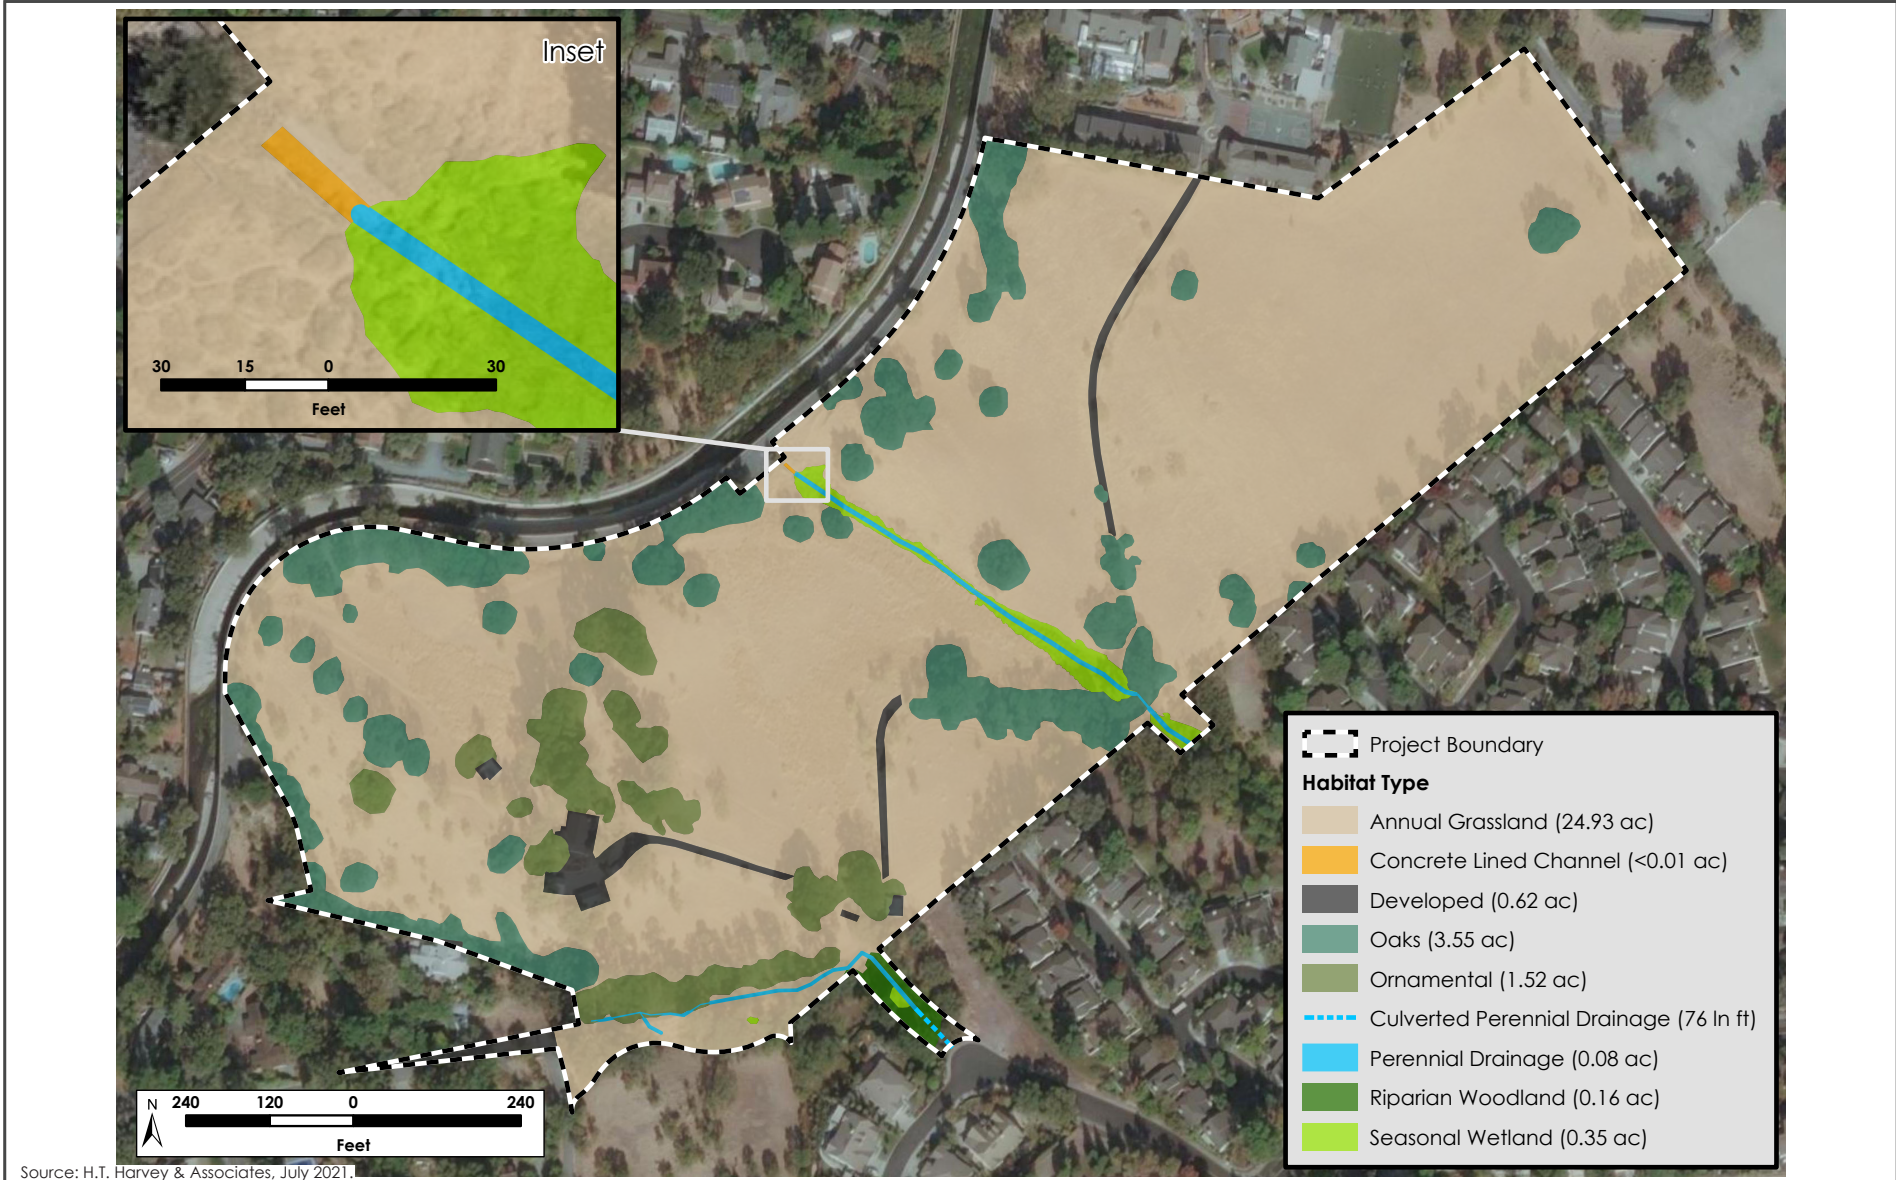 Inset
30 15 0 30
Feet
Project Boundary
Habitat Type
Annual Grassland (24.93 ac)
Concrete Lined Channel (<0.01 ac)
Developed (0.62 ac)
Oaks (3.55 ac)
Ornamental (1.52 ac)
Culverted Perennial Drainage (76 ln ft)
Perennial Drainage (0.08 ac)
Riparian Woodland (0.16 ac)
Seasonal Wetland (0.35 ac)
N 240 120 0 240
Feet
Source: H.T. Harvey & Associates, July 2021.